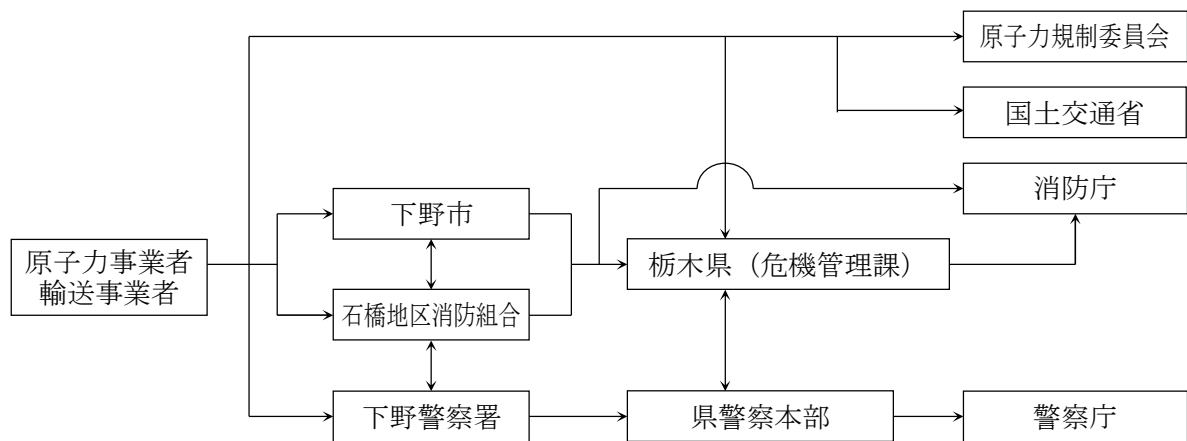 原子力規制委員会
国土交通省
消防庁
下野市
栃木県（危機管理課）
原子力事業者
輸送事業者
石橋地区消防組合
下野警察署
県警察本部
警察庁